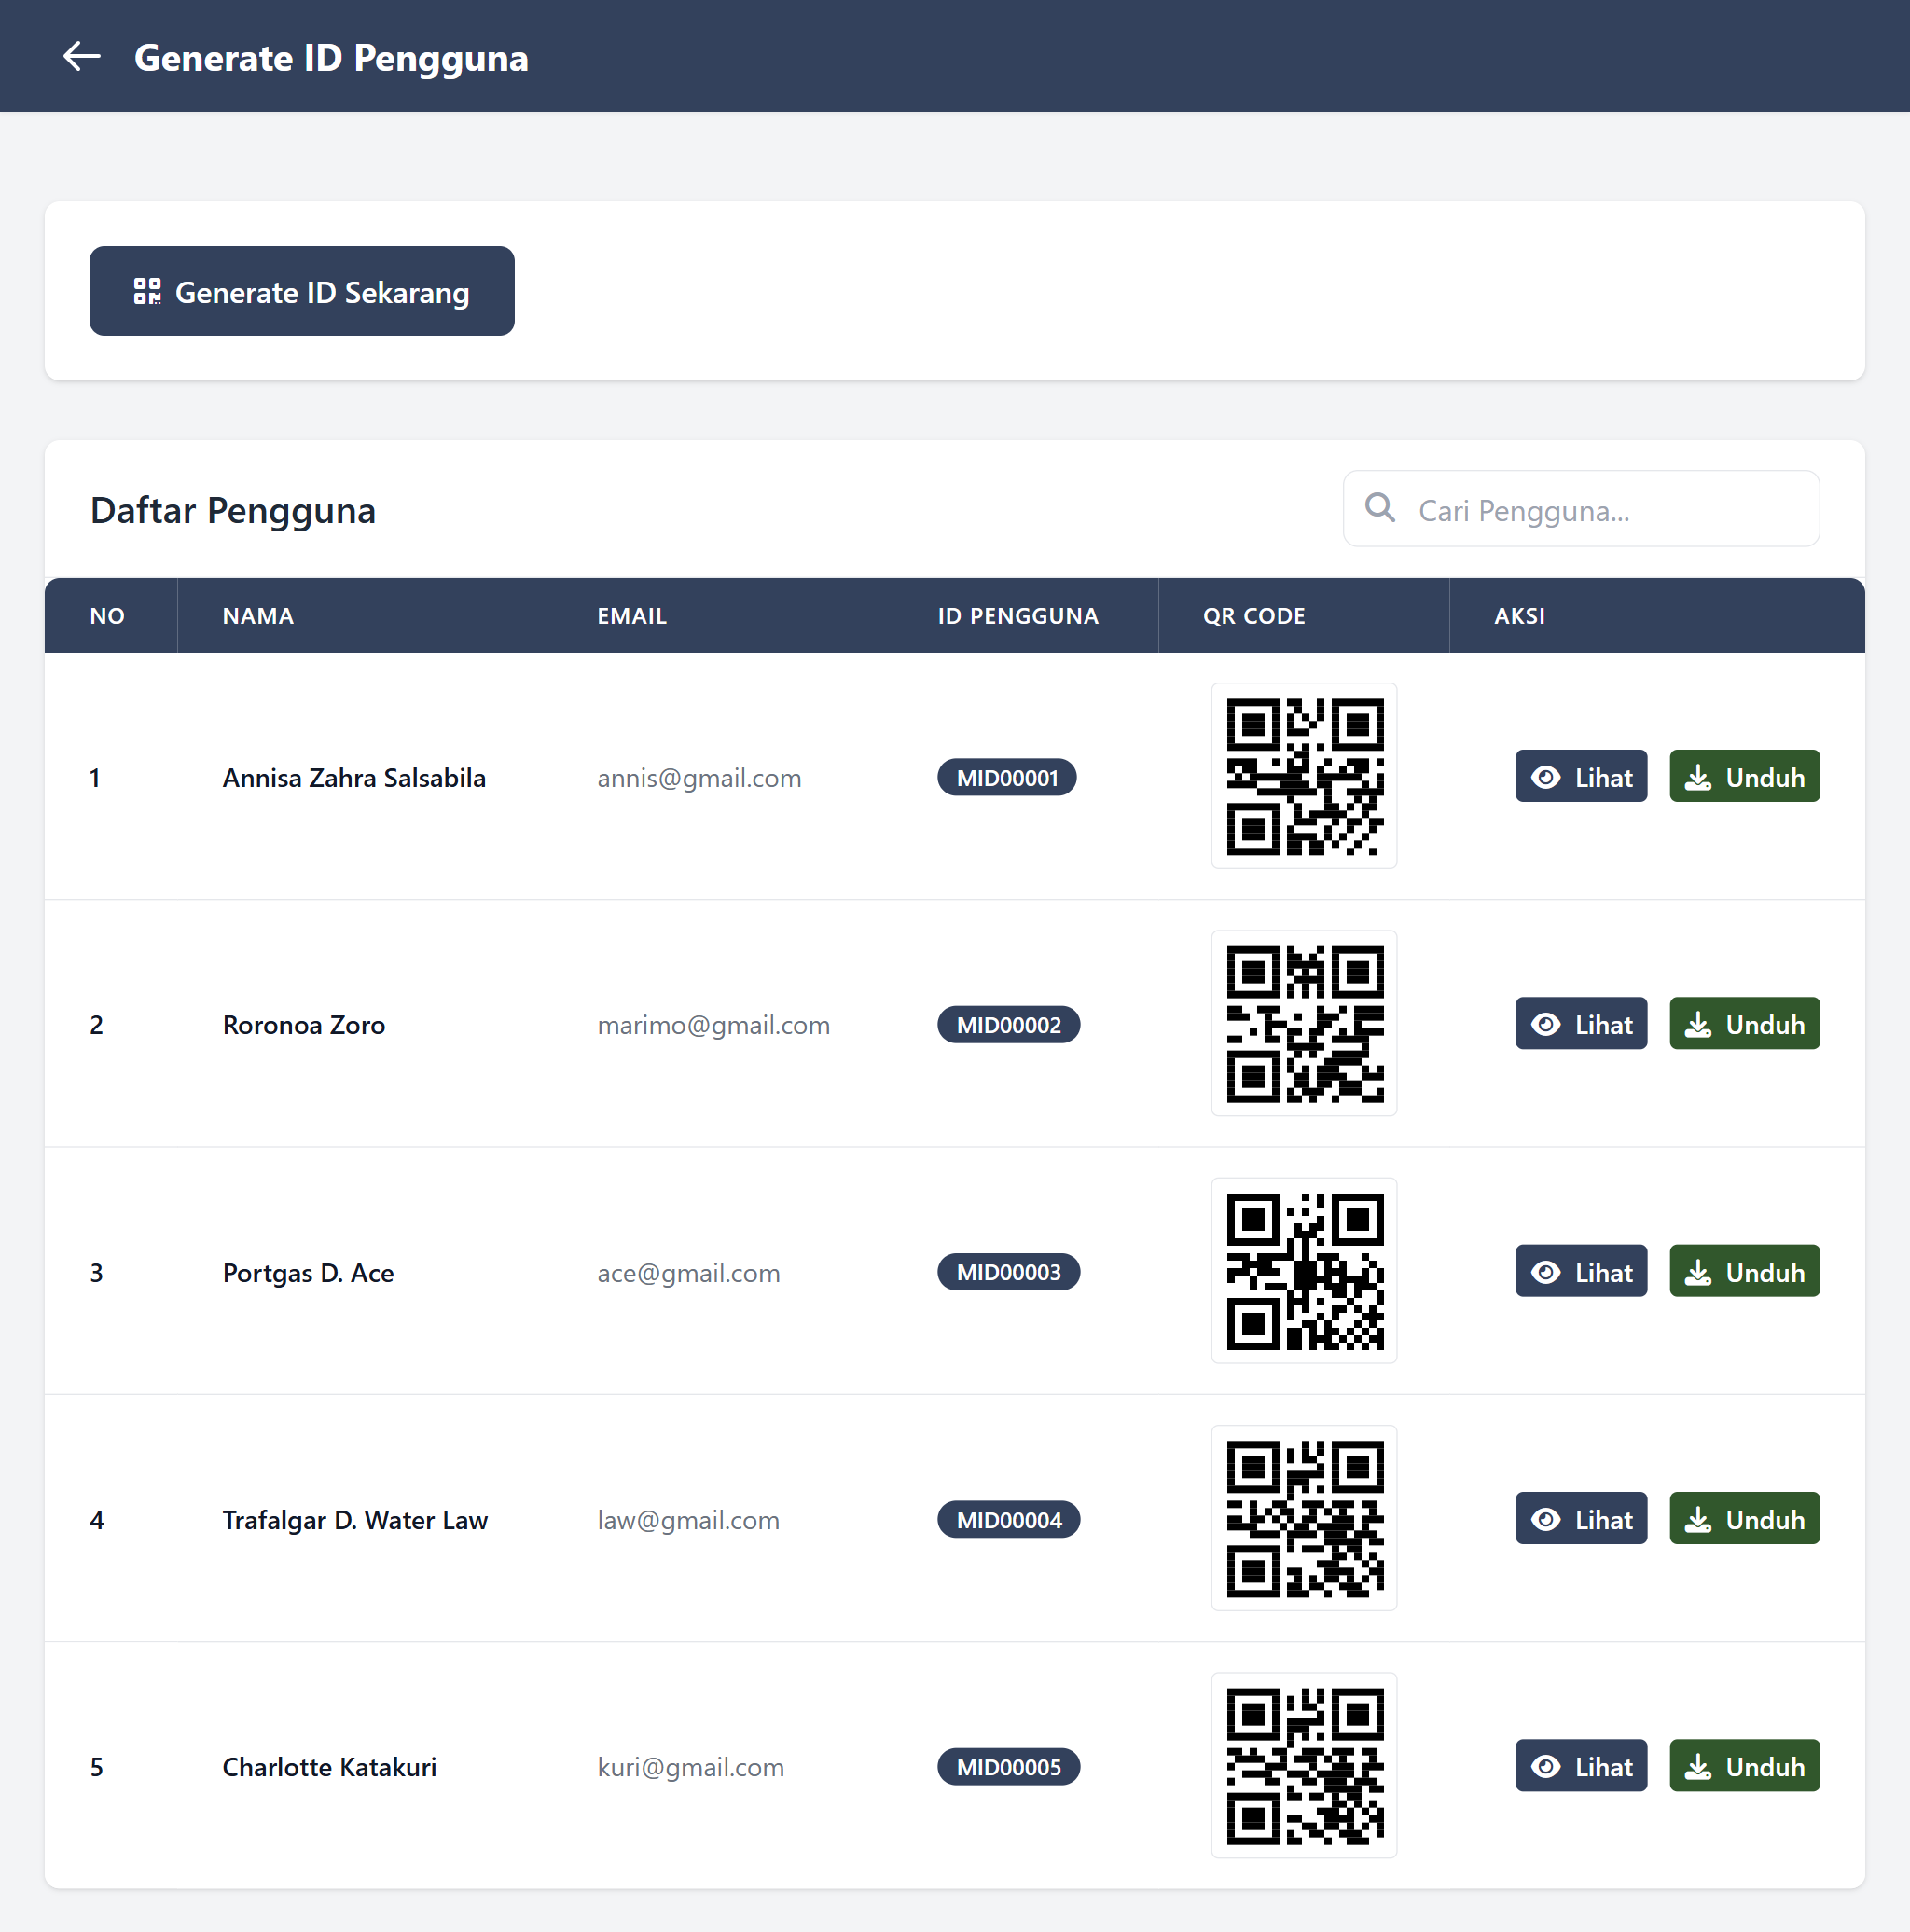 Generate ID Pengguna
Generate ID Sekarang
Daftar Pengguna
Cari Pengguna...
NO NAMA EMAIL ID PENGGUNA QR CODE AKSI
1 Annisa Zahra Salsabila annis@gmail.com MID00001 Lihat Unduh
2 Roronoa Zoro marimo@gmail.com MID00002 Lihat Unduh
3 Portgas D. Ace ace@gmail.com MID00003 Lihat Unduh
4 Trafalgar D. Water Law law@gmail.com MID00004 Lihat Unduh
5 Charlotte Katakuri kuri@gmail.com MID00005 Lihat Unduh